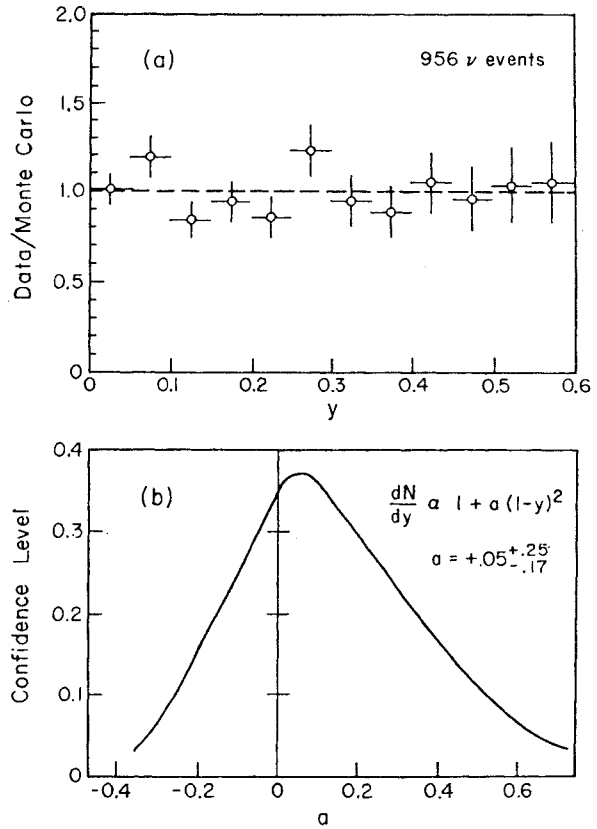 2.0
(a)
956 ν events
1.5
1.0
0.5
0
Data/Monte Carlo
0 0.1 0.2 0.3 0.4 0.5 0.6
y
0.4
(b)
dN/dy α 1 + a (1-y)²
a = +.05 +.25 -.17
0.3
0.2
0.1
0
Confidence Level
-0.4 -0.2 0 0.2 0.4 0.6
a